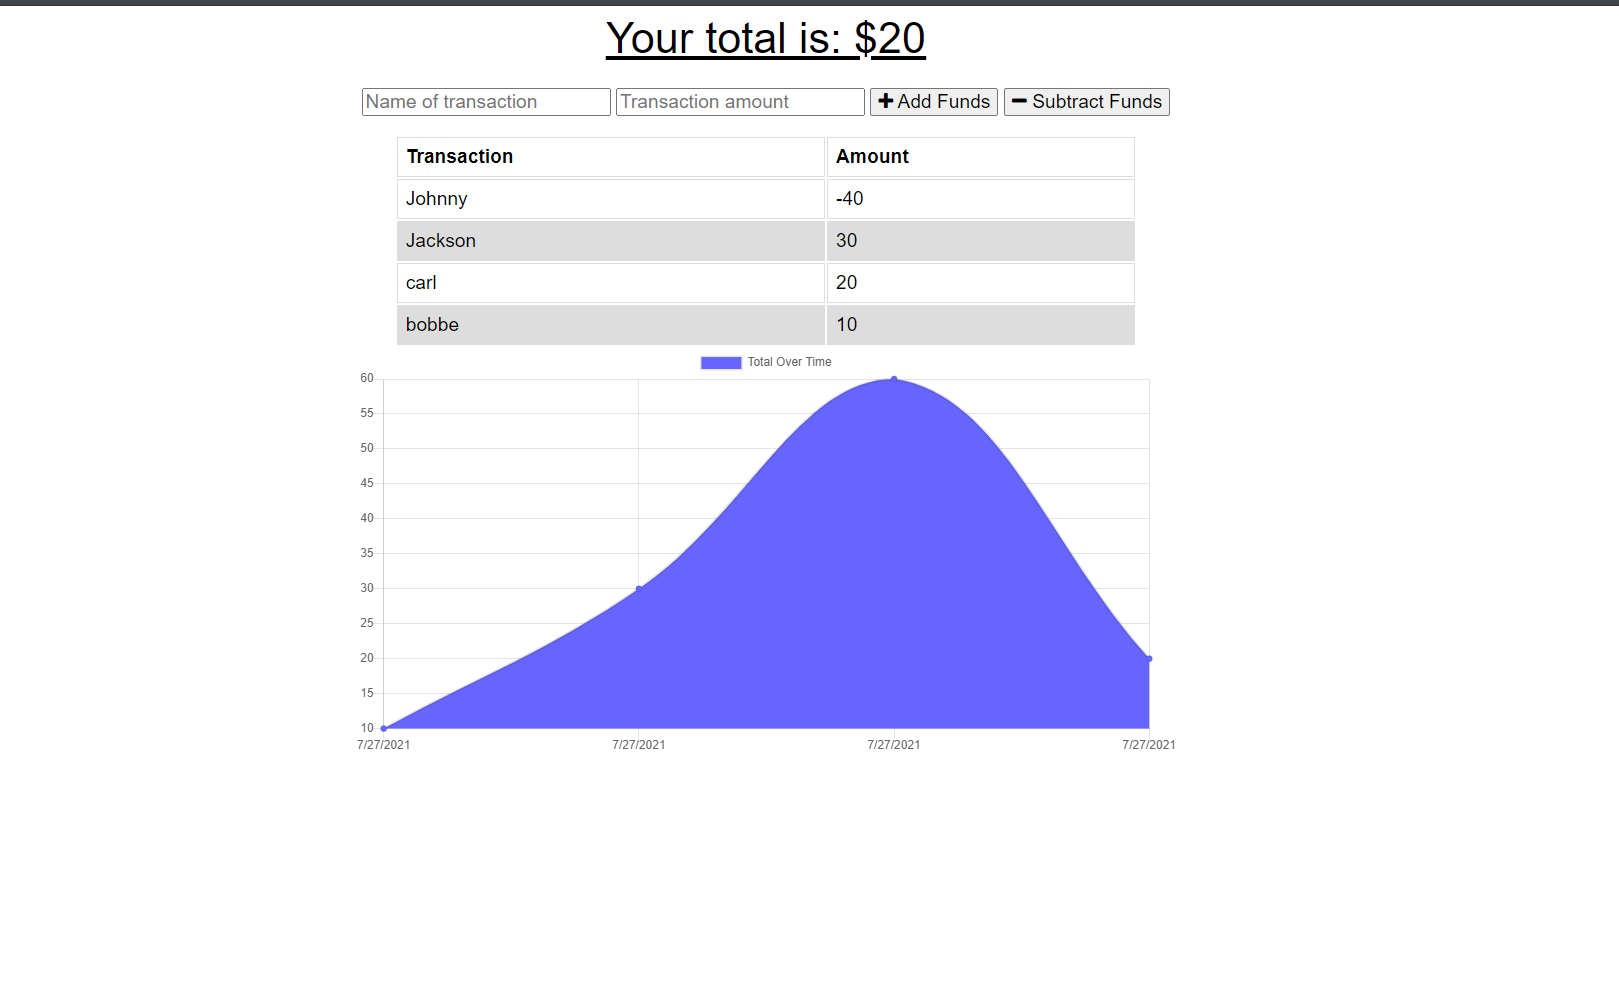 Your total is: $20
Name of transaction Transaction amount Add Funds Subtract Funds
Transaction Amount
Johnny -40
Jackson 30
carl 20
bobbe 10
Total Over Time
60
55
50
45
40
35
30
25
20
15
10
7/27/2021 7/27/2021 7/27/2021 7/27/2021